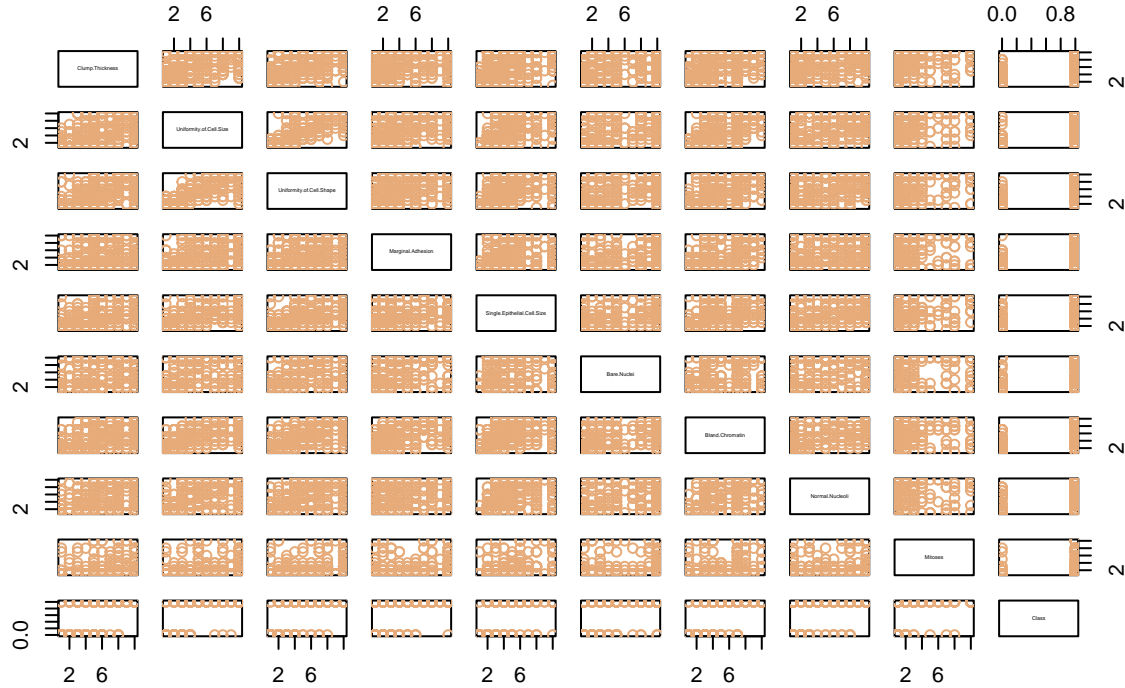 2 6 2 6 2 6 0.0 0.8
Clump.Thickness
2
Uniformity.of.Cell.Size
2
Uniformity.of.Cell.Shape
2
Marginal.Adhesion
2
Single.Epithelial.Cell.Size
2
Bare.Nuclei
2
Bland.Chromatin
2
Normal.Nucleoli
2
Mitoses
2
Class
0.0
2 6 2 6 2 6 2 6 2 6